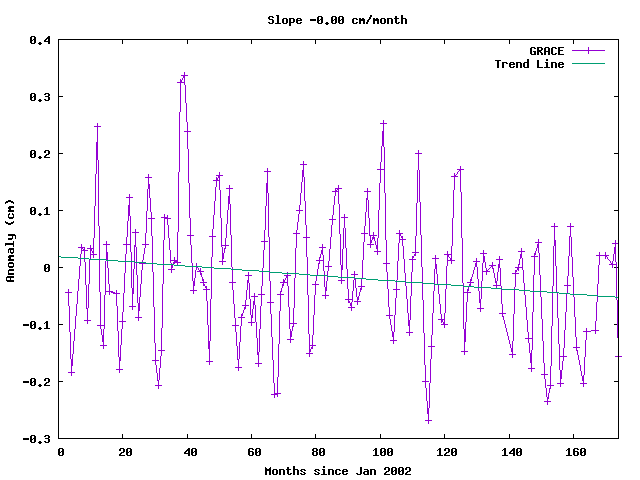 Slope -0.00 cm/month
GRACE
Trend Line
0.4
0.3
0.2
0.1
0
-0.1
-0.2
-0.3
Anomaly (cm)
0 20 40 60 80 100 120 140 160
Months since Jan 2002